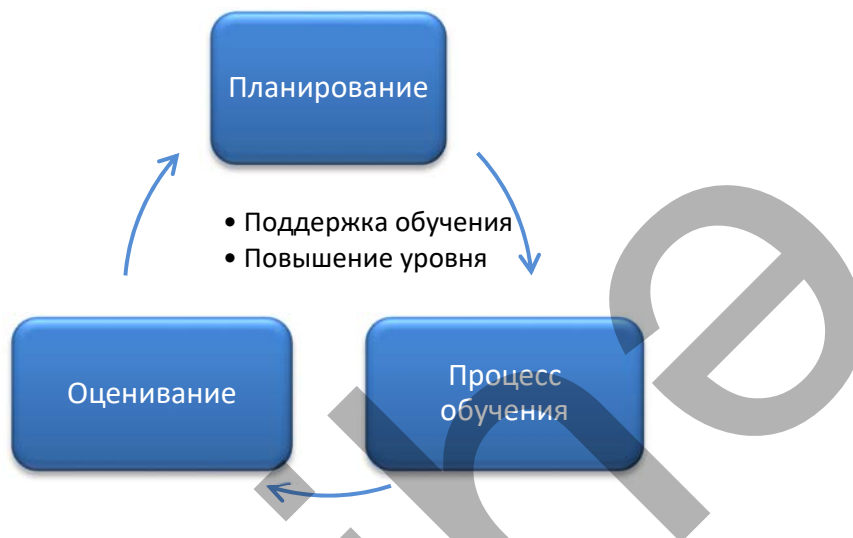 Планирование
• Поддержка обучения
• Повышение уровня
Оценивание
Процесс
обучения